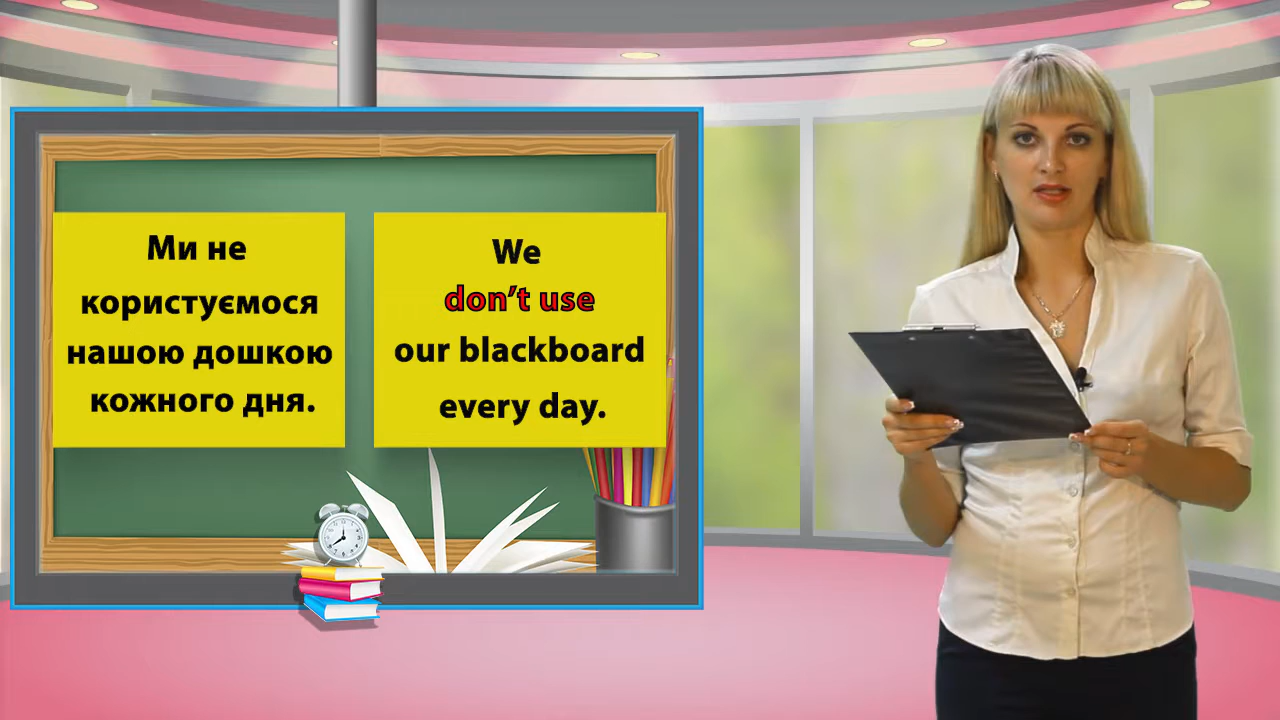 Ми не
користуємося
нашою дошкою
кожного дня.
We
don’t use
our blackboard
every day.